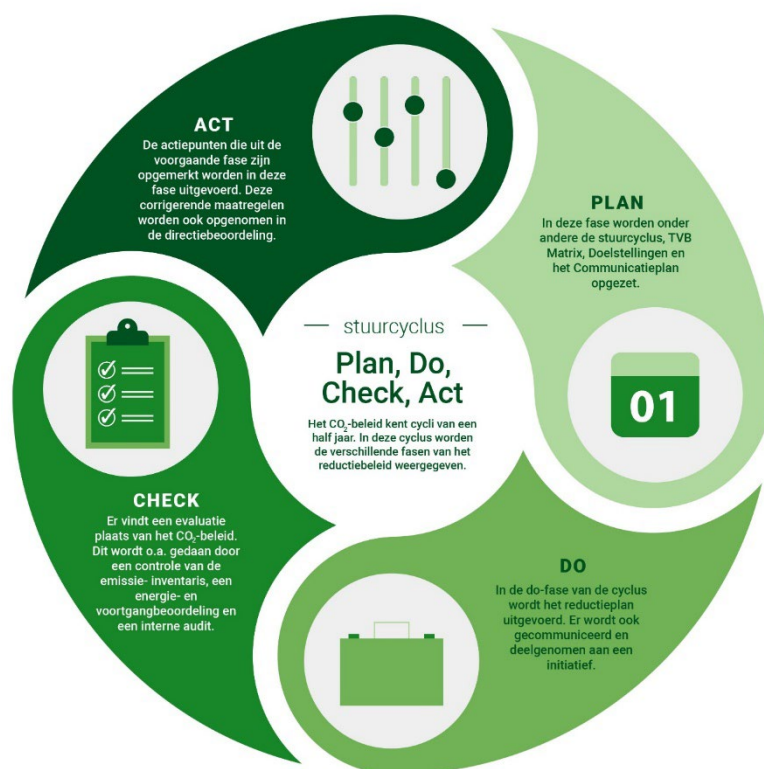 ACT
De actiepunten die uit de
voorgaande fase zijn
opgemerkt worden in deze
fase uitgevoerd. Deze
corrigerende maatregelen
worden ook opgenomen in
de directiebeoordeling.
PLAN
In deze fase worden onder
andere de stuurcyclus, TVB
Matrix, Doelstellingen en
het Communicatieplan
opgezet.
01
stuurcyclus
Plan, Do,
Check, Act
Het CO₂-beleid kent cycli van een
half jaar. In deze cyclus worden
de verschillende fasen van het
reductiebeleid weergegeven.
CHECK
Er vindt een evaluatie
plaats van het CO₂-beleid.
Dit wordt o.a. gedaan door
een controle van de
emissie- inventaris, een
energie- en
voortgangbeoordeling en
een interne audit.
DO
In de do-fase van de cyclus
wordt het reductieplan
uitgevoerd. Er wordt ook
gecommuniceerd en
deelgenomen aan een
initiatief.